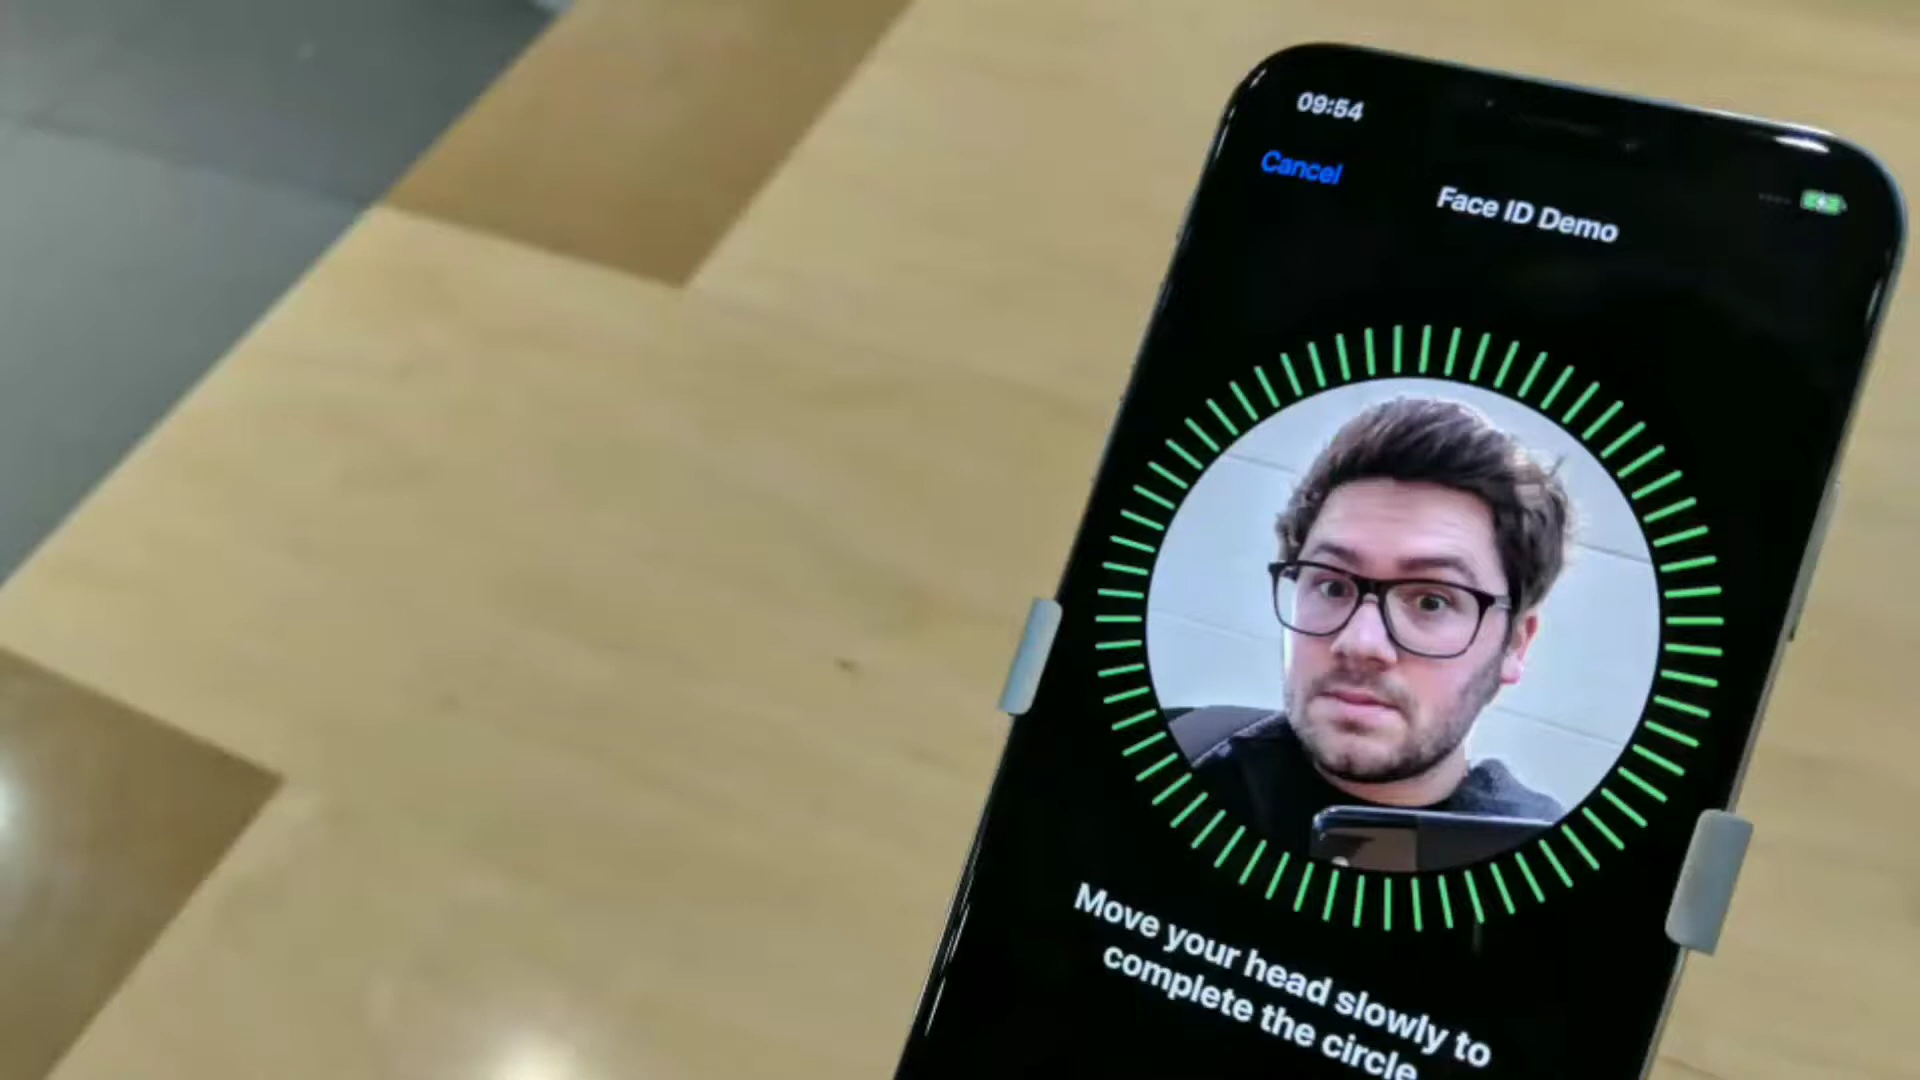 09:54
Cancel
Face ID Demo
Move your head slowly to
complete the circle.